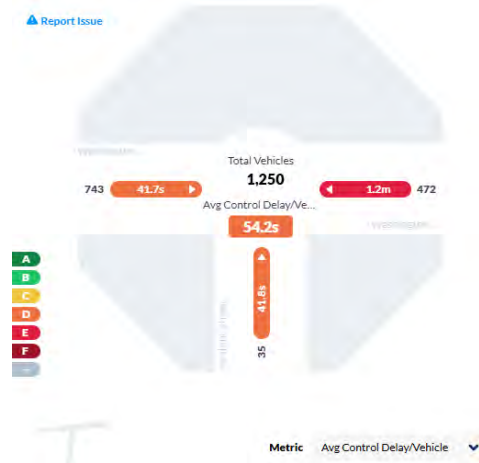 Report Issue
Total Vehicles
1,250
743 41.7s
1.2m 472
Avg Control Delay/Ve...
54.2s
41.8s
35
A
B
C
D
E
F
Metric Avg Control Delay/Vehicle